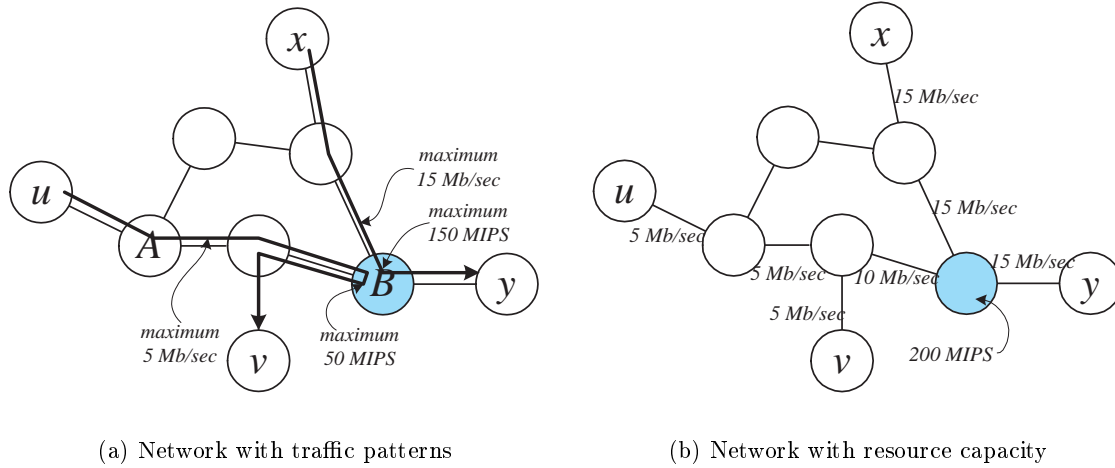 x
u
A
B
y
v
maximum
15 Mb/sec
maximum
150 MIPS
maximum
5 Mb/sec
maximum
50 MIPS
(a) Network with traffic patterns
x
15 Mb/sec
u
5 Mb/sec
15 Mb/sec
5 Mb/sec
10 Mb/sec
15 Mb/sec
y
5 Mb/sec
v
200 MIPS
(b) Network with resource capacity